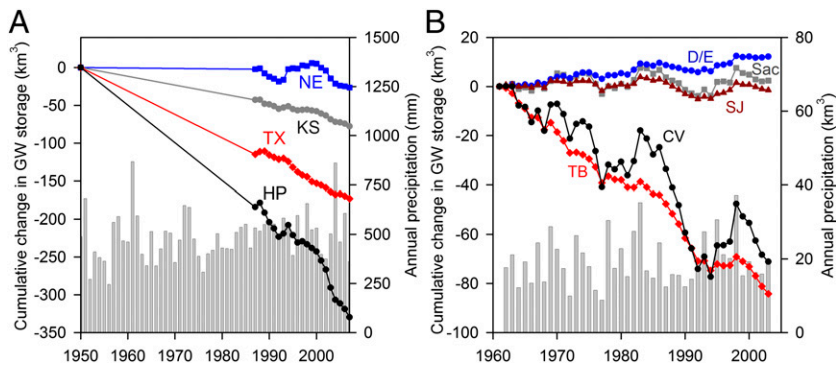 A
Cumulative change in GW storage (km3)
0
-50
-100
-150
-200
-250
-300
-350
NE
KS
TX
HP
1500
1250
1000
750
500
250
0
Annual precipitation (mm)
1950 1960 1970 1980 1990 2000
B
Cumulative change in GW storage (km3)
20
0
-20
-40
-60
-80
-100
D/E
Sac
SJ
CV
TB
80
60
40
20
0
Annual precipitation (km3)
1960 1970 1980 1990 2000